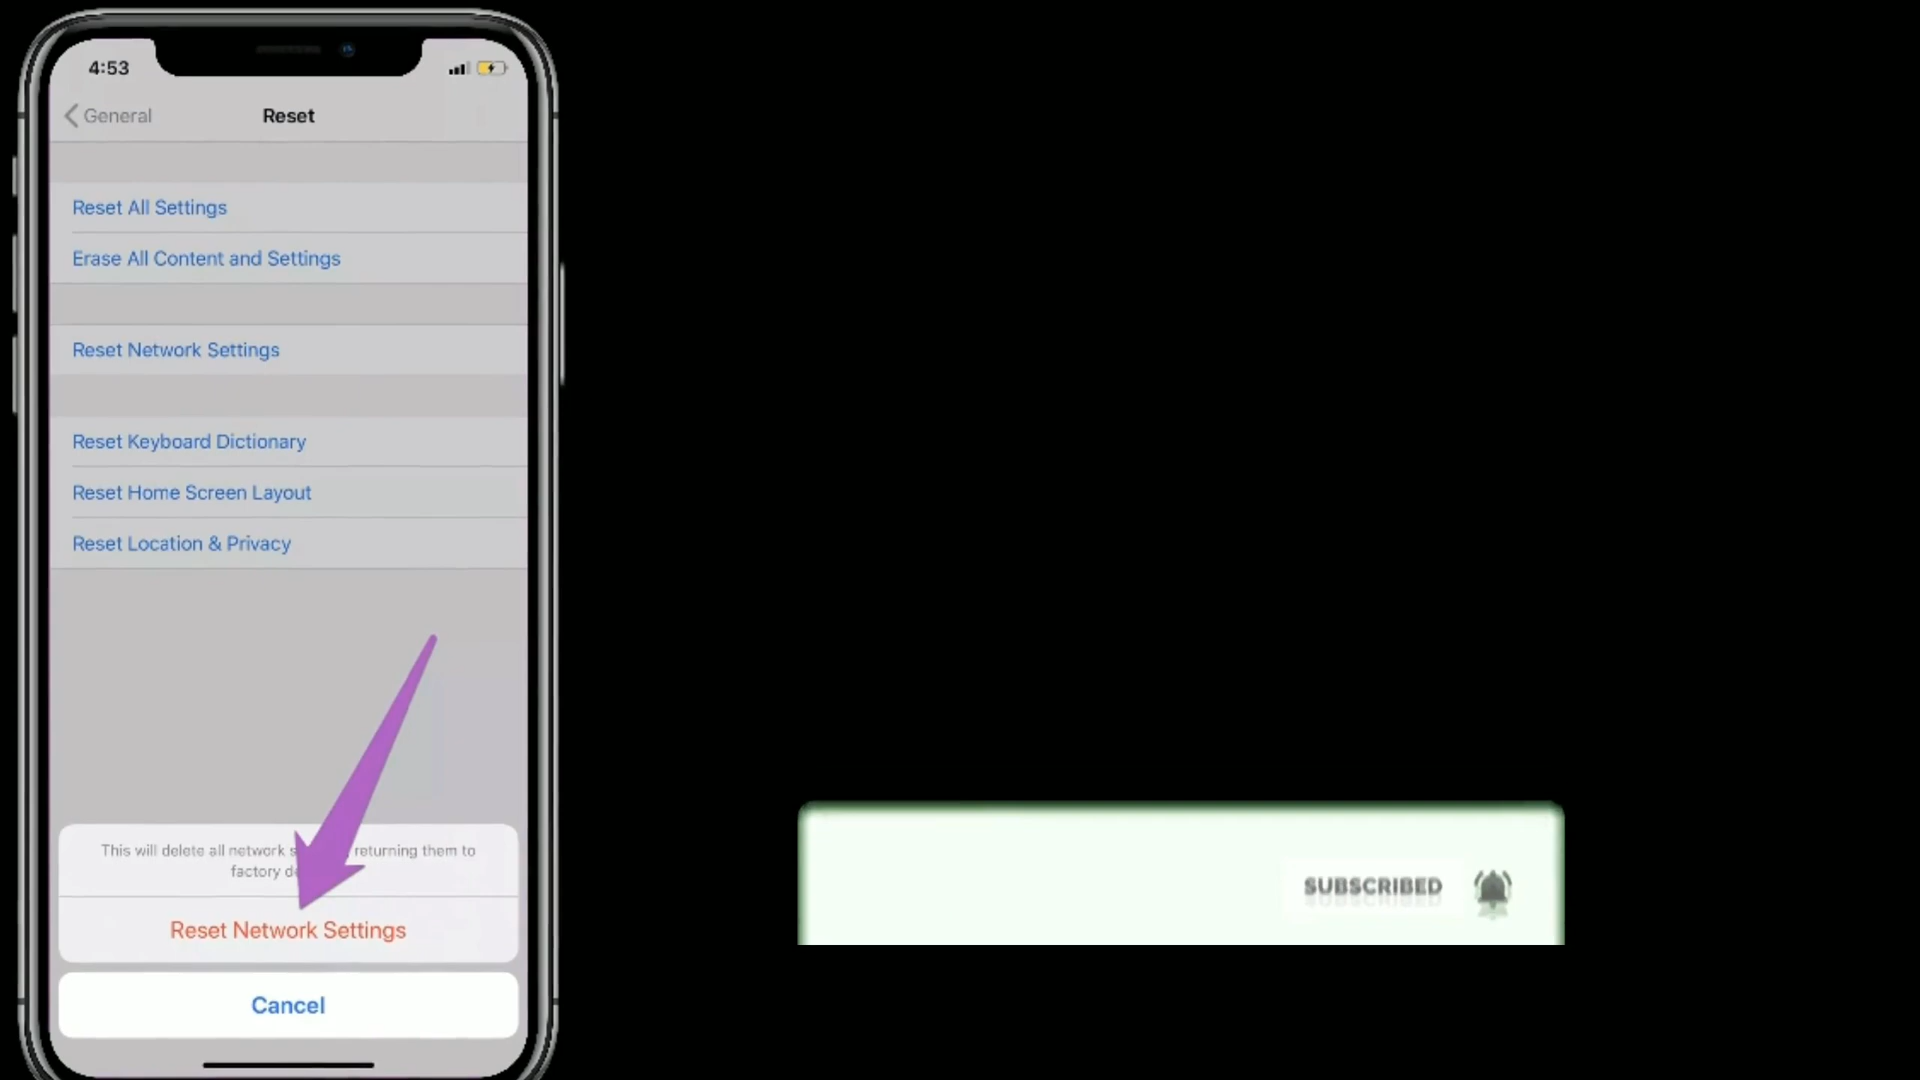 4:53
General
Reset
Reset All Settings
Erase All Content and Settings
Reset Network Settings
Reset Keyboard Dictionary
Reset Home Screen Layout
Reset Location & Privacy
This will delete all network returning them to
factory
Reset Network Settings
Cancel
SUBSCRIBED